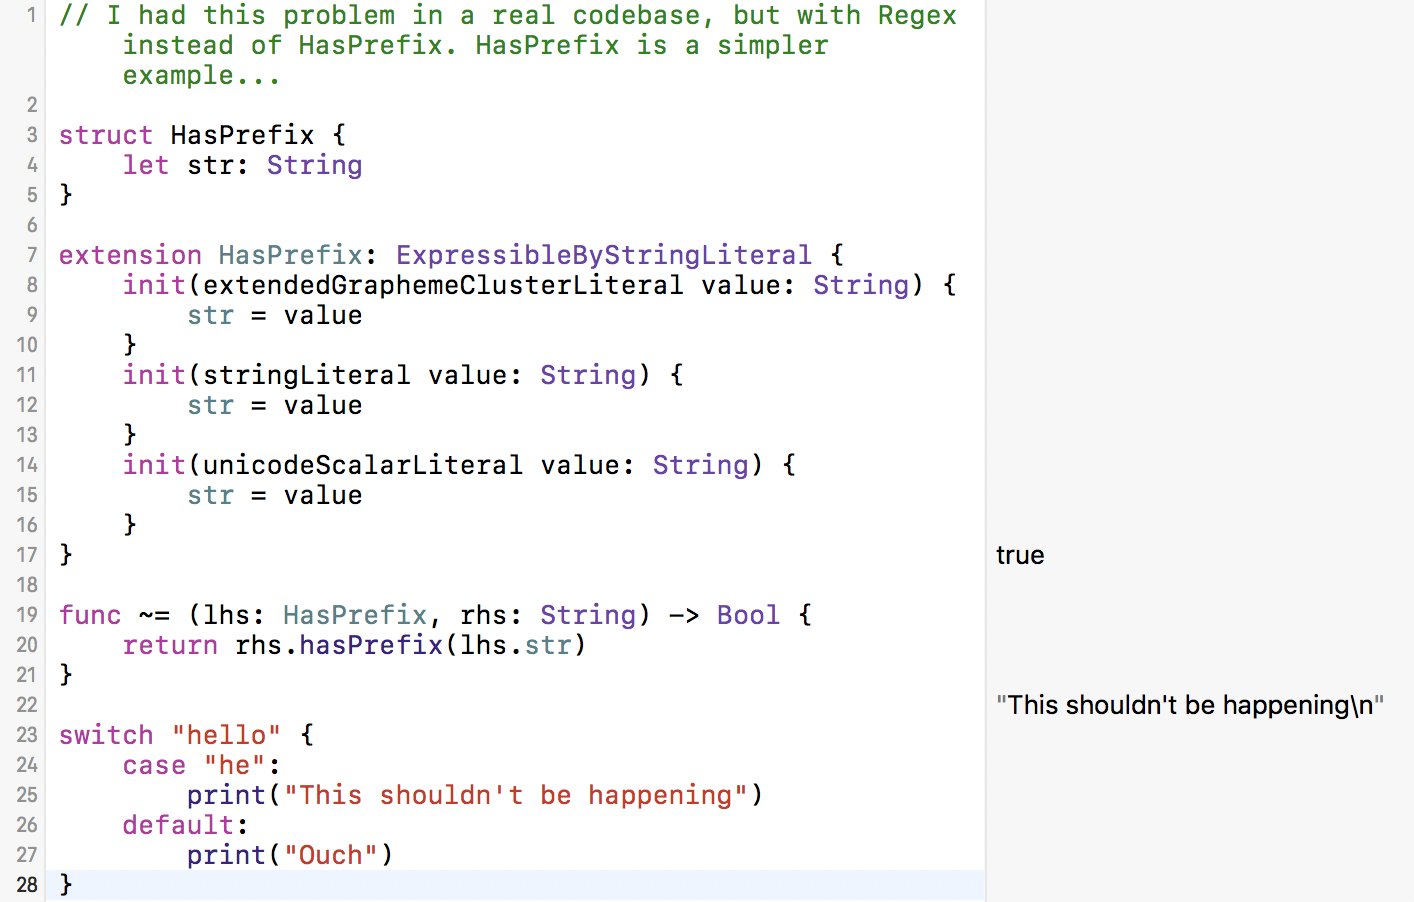 1 // I had this problem in a real codebase, but with Regex
instead of HasPrefix. HasPrefix is a simpler
example...
2
3 struct HasPrefix {
4 let str: String
5 }
6
7 extension HasPrefix: ExpressibleByStringLiteral {
8 init(extendedGraphemeClusterLiteral value: String) {
9 str = value
10 }
11 init(stringLiteral value: String) {
12 str = value
13 }
14 init(unicodeScalarLiteral value: String) {
15 str = value
16 }
17 } true
18
19 func ~= (lhs: HasPrefix, rhs: String) -> Bool {
20 return rhs.hasPrefix(lhs.str)
21 }
22 "This shouldn't be happening\n"
23 switch "hello" {
24 case "he":
25 print("This shouldn't be happening")
26 default:
27 print("Ouch")
28 }